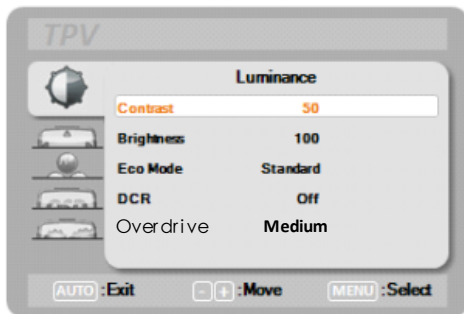 TPV
Luminance
Contrast 50
Brightness 100
Eco Mode Standard
DCR Off
Overdrive Medium
AUTO :Exit - + :Move MENU :Select